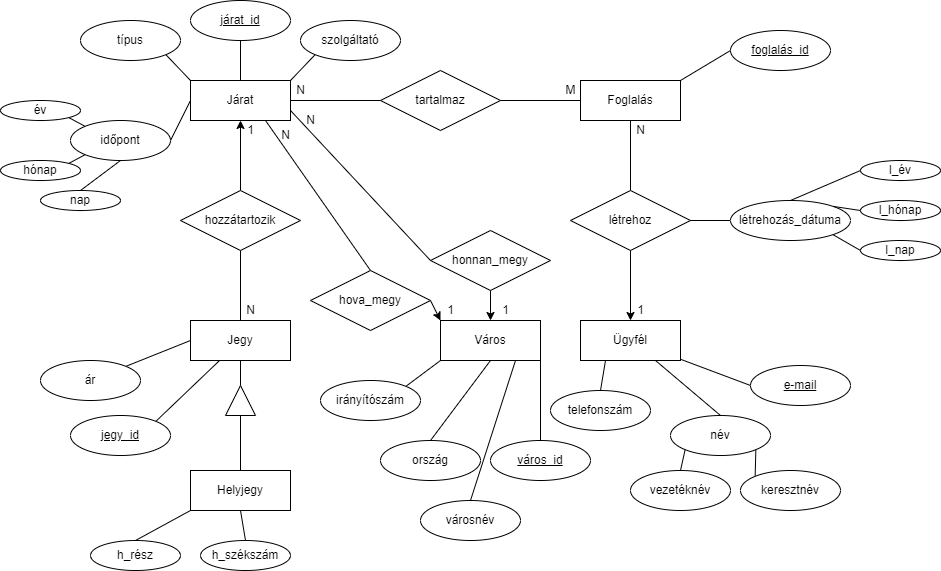 járat_id
típus
szolgáltató
foglalás_id
Járat
N
tartalmaz
M
Foglalás
év
időpont
1
N
N
N
hónap
nap
l_év
hozzátartozik
létrehoz
létrehozás_dátuma
l_hónap
l_nap
honnan_megy
hova_megy
N
1
1
1
Jegy
Város
Ügyfél
ár
irányítószám
telefonszám
e-mail
jegy_id
ország
város_id
név
Helyjegy
vezetéknév
keresztnév
városnév
h_rész
h_székszám